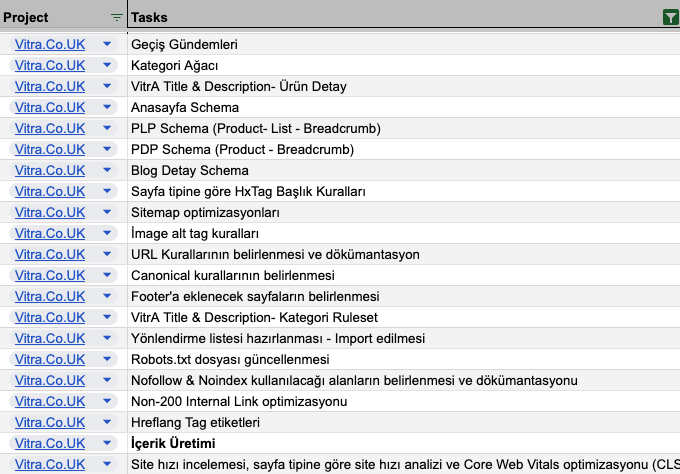 Project Tasks
Vitra.Co.UK Geçiş Gündemleri
Vitra.Co.UK Kategori Ağacı
Vitra.Co.UK VitrA Title & Description- Ürün Detay
Vitra.Co.UK Anasayfa Schema
Vitra.Co.UK PLP Schema (Product- List - Breadcrumb)
Vitra.Co.UK PDP Schema (Product - Breadcrumb)
Vitra.Co.UK Blog Detay Schema
Vitra.Co.UK Sayfa tipine göre HxTag Başlık Kuralları
Vitra.Co.UK Sitemap optimizasyonları
Vitra.Co.UK İmage alt tag kuralları
Vitra.Co.UK URL Kurallarının belirlenmesi ve dökümantasyon
Vitra.Co.UK Canonical kurallarının belirlenmesi
Vitra.Co.UK Footer'a eklenecek sayfaların belirlenmesi
Vitra.Co.UK VitrA Title & Description- Kategori Ruleset
Vitra.Co.UK Yönlendirme listesi hazırlanması - Import edilmesi
Vitra.Co.UK Robots.txt dosyası güncellenmesi
Vitra.Co.UK Nofollow & Noindex kullanılacağı alanların belirlenmesi ve dökümantasyonu
Vitra.Co.UK Non-200 Internal Link optimizasyonu
Vitra.Co.UK Hreflang Tag etiketleri
Vitra.Co.UK İçerik Üretimi
Vitra.Co.UK Site hızı incelemesi, sayfa tipine göre site hızı analizi ve Core Web Vitals optimizasyonu (CLS